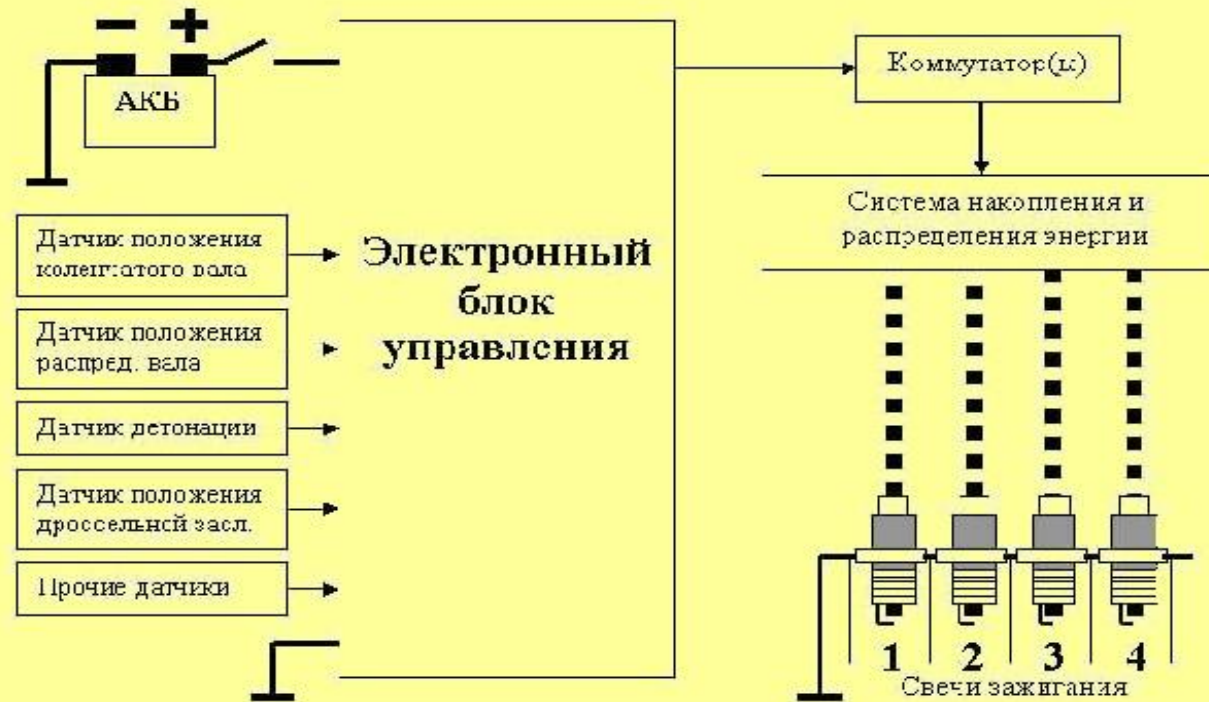 − +
АКБ
Коммутатор(ы)
Система накопления и
распределения энергии
Датчик положения
коленчатого вала
Электронный
блок
управления
Датчик положения
распред. вала
Датчик детонации
Датчик положения
дроссельной засл.
Прочие датчики
1 2 3 4
Свечи зажигания